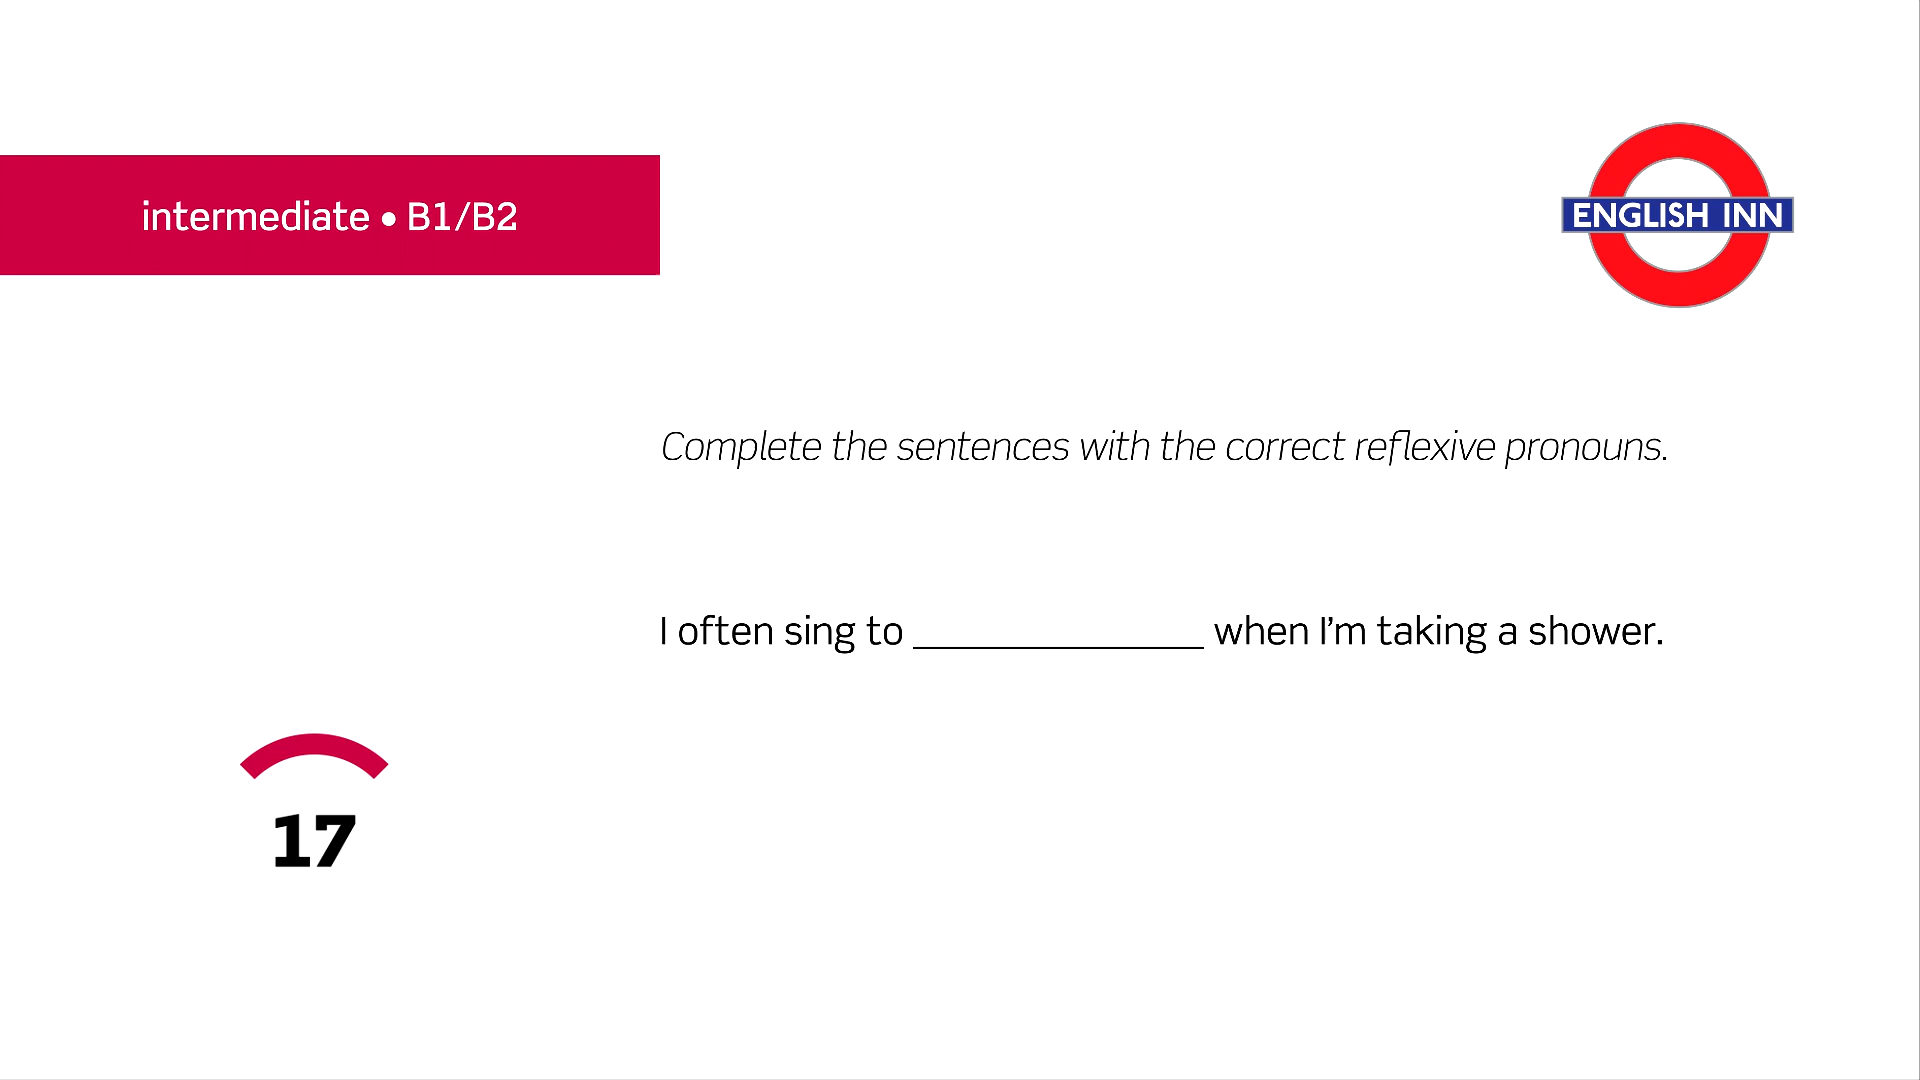 intermediate • B1/B2
ENGLISH INN
Complete the sentences with the correct reflexive pronouns.
I often sing to ______________ when I’m taking a shower.
17